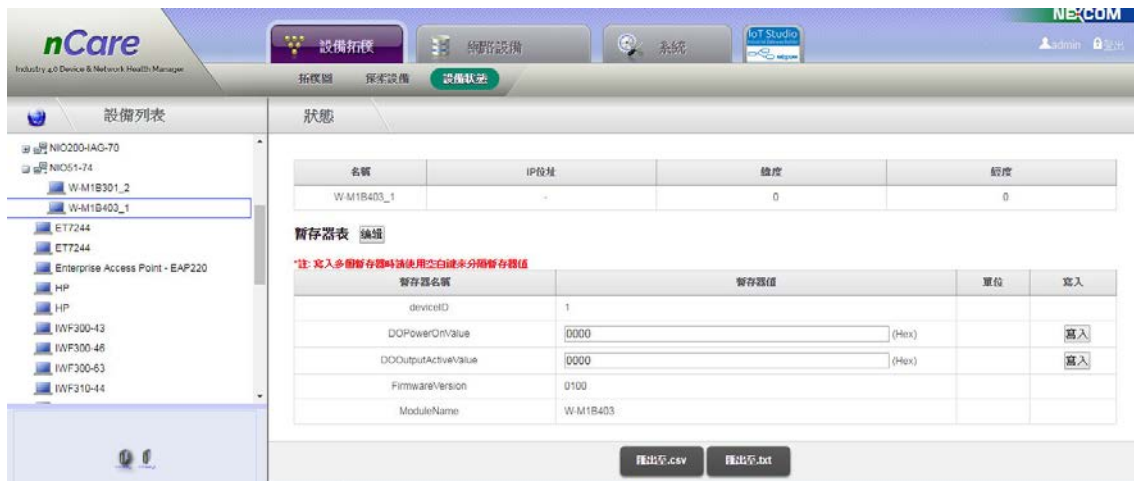 NEXCOM
nCare
Industry 4.0 Device & Network Health Manager
設備拓樸
網路設備
系統
IoT Studio
admin
登出
拓樸圖
探索設備
設備狀態
設備列表
狀態
NIO200-IAG-70
NIO51-74
W-M1B301_2
W-M1B403_1
ET7244
ET7244
Enterprise Access Point - EAP220
HP
HP
IWF300-43
IWF300-46
IWF300-63
IWF310-44
名稱 IP位址 緯度 經度
W-M1B403_1 - 0 0
暫存器表 編輯
*註: 寫入多個暫存器時請使用空白鍵來分隔暫存器值
暫存器名稱 暫存器值 單位 寫入
deviceID 1
DOPowerOnValue 0000 (Hex) 寫入
DOOutputActiveValue 0000 (Hex) 寫入
FirmwareVersion 0100
ModuleName W-M1B403
匯出至.csv 匯出至.txt